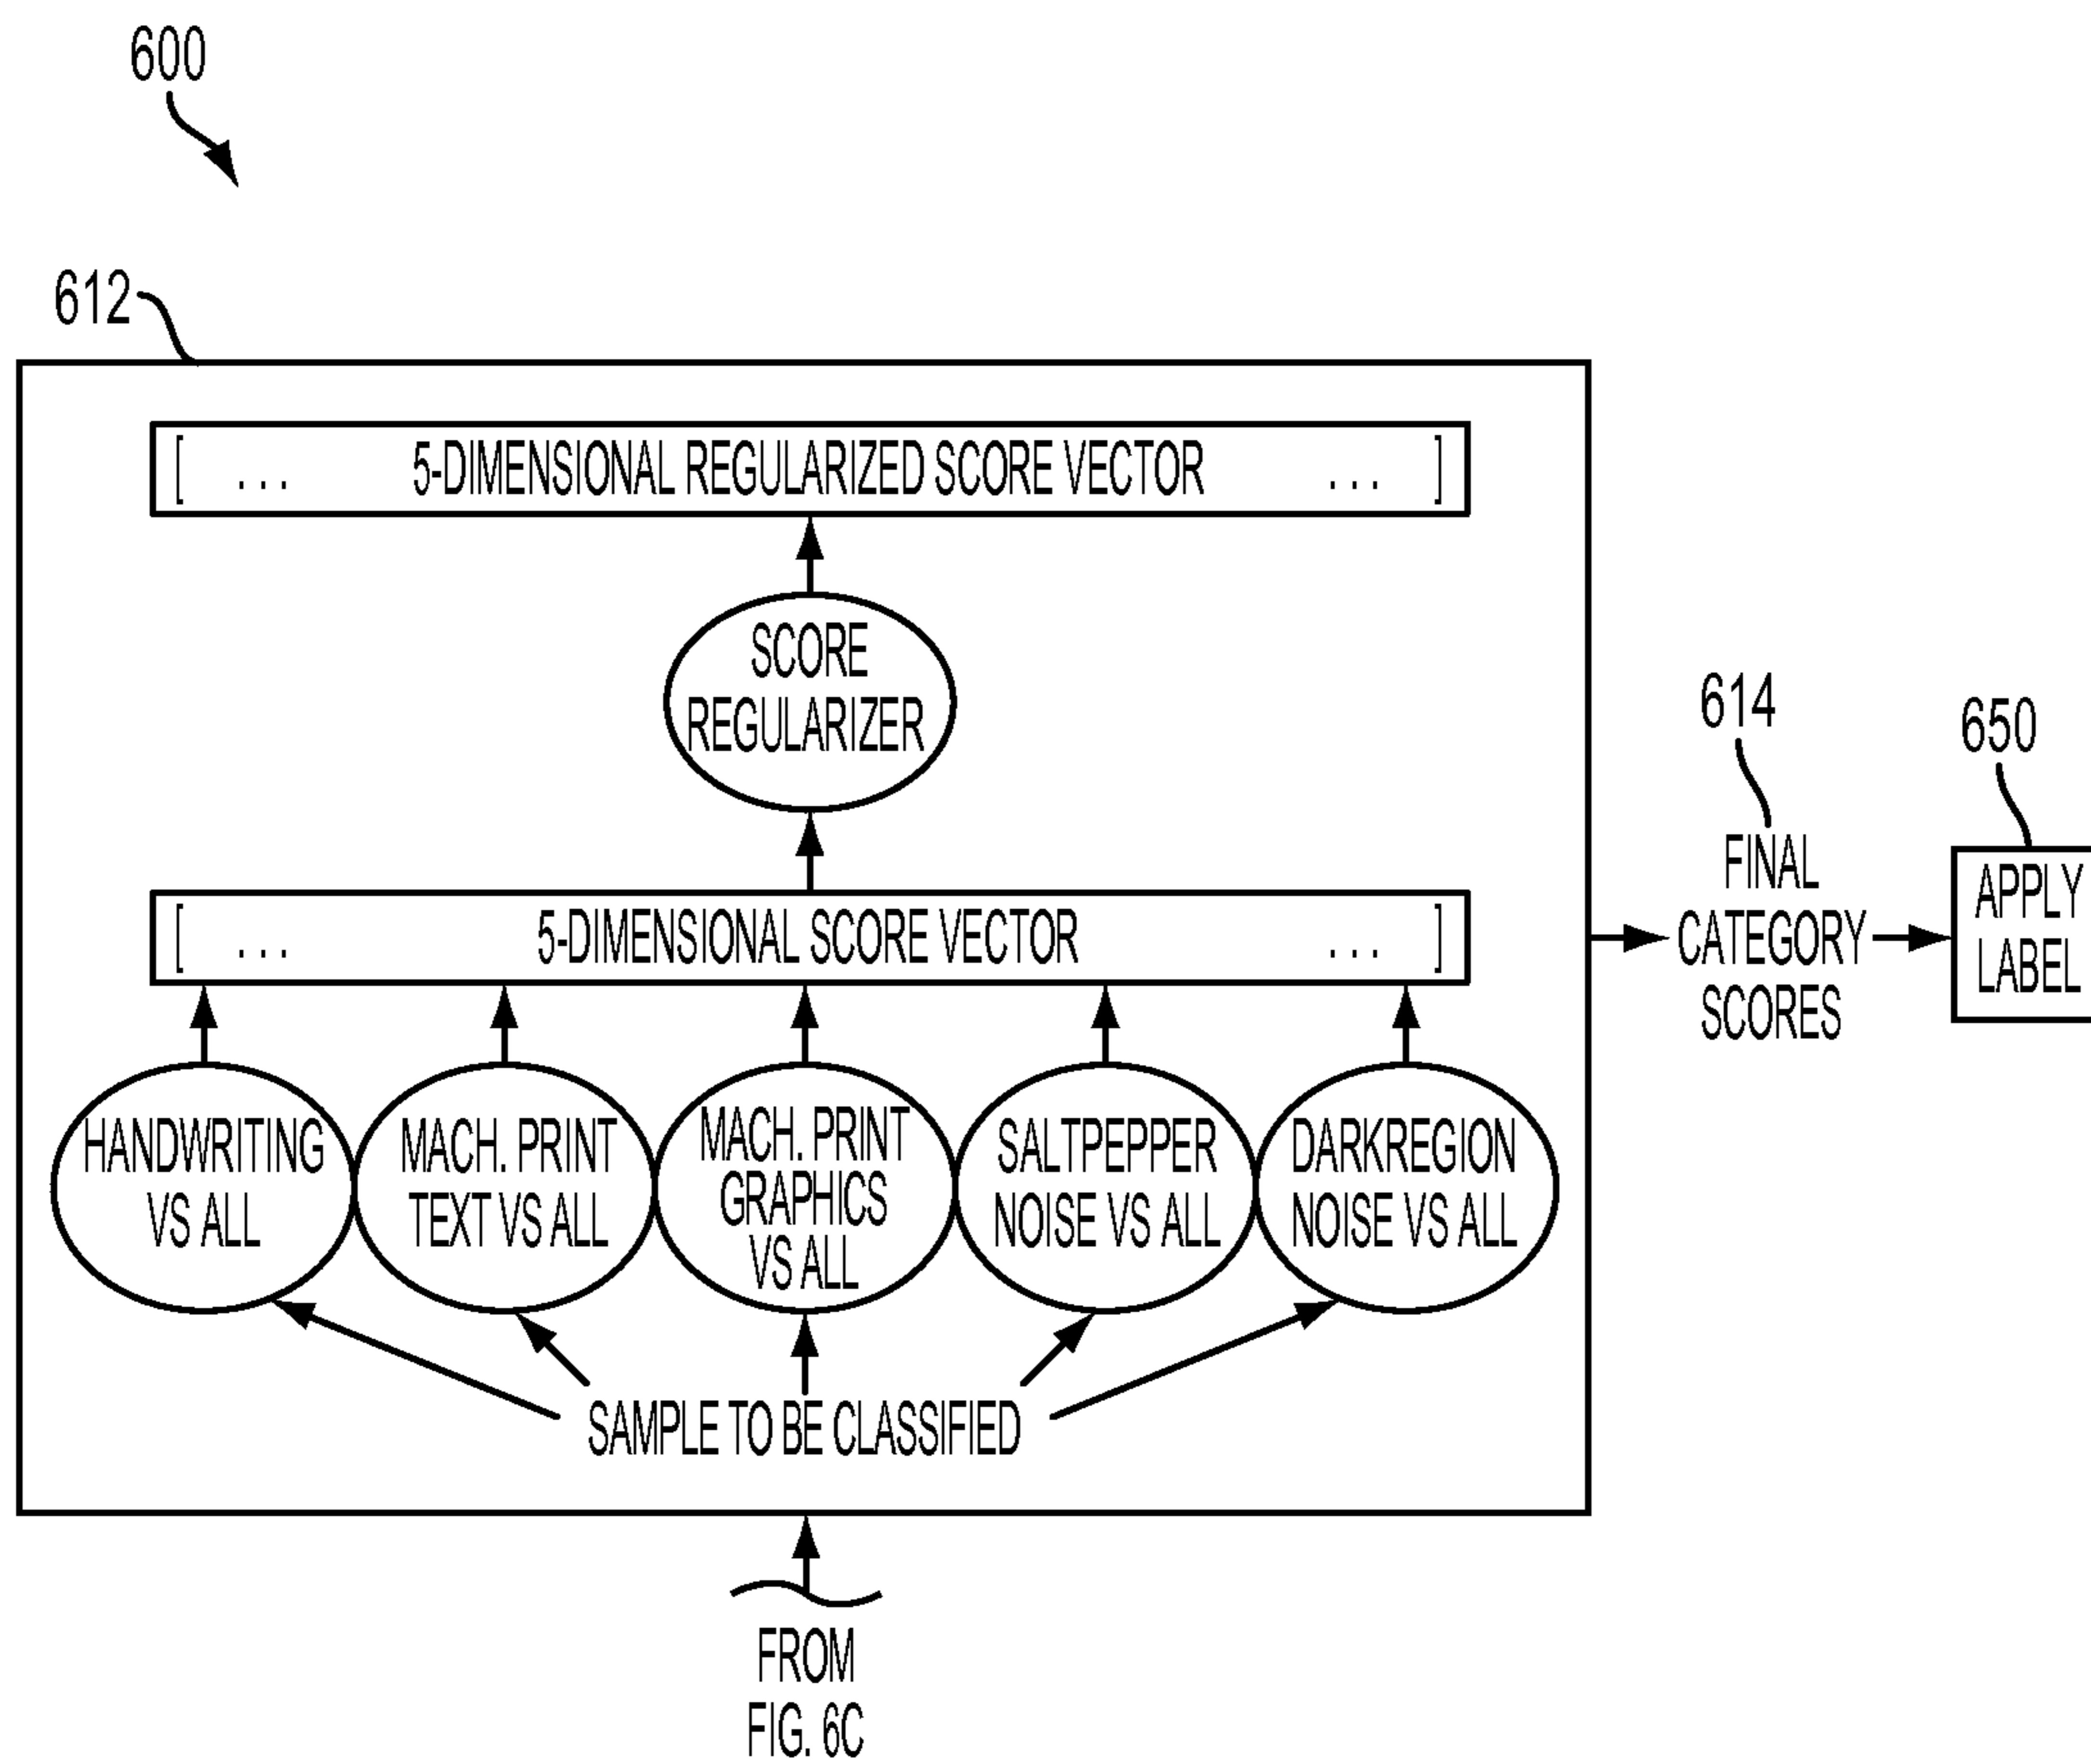 600
612
[ ... 5-DIMENSIONAL REGULARIZED SCORE VECTOR ... ]
SCORE
REGULARIZER
614
650
[ ... 5-DIMENSIONAL SCORE VECTOR ... ]
FINAL
CATEGORY
SCORES
APPLY
LABEL
HANDWRITING
VS ALL
MACH. PRINT
TEXT VS ALL
MACH. PRINT
GRAPHICS
VS ALL
SALTPEPPER
NOISE VS ALL
DARKREGION
NOISE VS ALL
SAMPLE TO BE CLASSIFIED
FROM
FIG. 6C